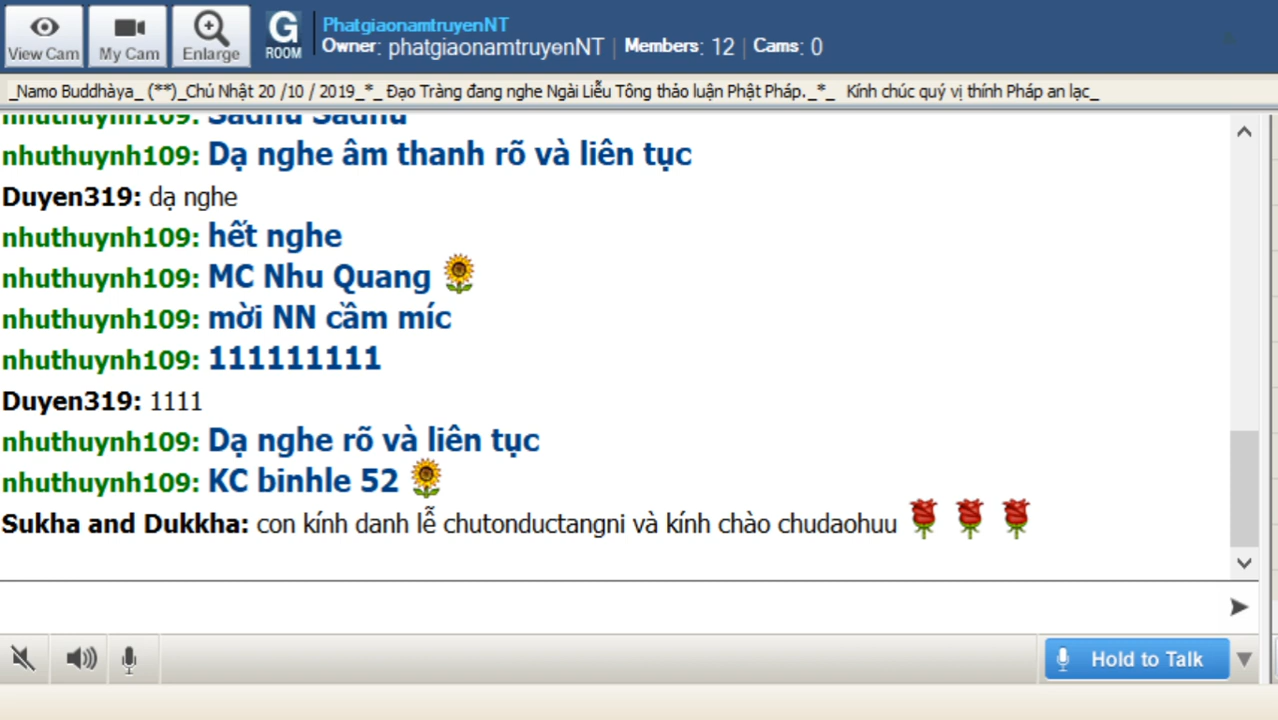 View Cam
My Cam
Enlarge
G
ROOM
PhatgiaonamtruyenNT
Owner: phatgiaonamtruyenNT | Members: 12 | Cams: 0
_Namo Buddhàya_ (**)_Chủ Nhật 20 /10 / 2019_*_ Đạo Tràng đang nghe Ngài Liễu Tông thảo luận Phật Pháp._*_ Kính chúc quý vị thính Pháp an lạc_
nhuthuynh109: Sadhu Sadhu
nhuthuynh109: Dạ nghe âm thanh rõ và liên tục
Duyen319: dạ nghe
nhuthuynh109: hết nghe
nhuthuynh109: MC Nhu Quang
nhuthuynh109: mời NN cầm míc
nhuthuynh109: 111111111
Duyen319: 1111
nhuthuynh109: Dạ nghe rõ và liên tục
nhuthuynh109: KC binhle 52
Sukha and Dukkha: con kính danh lễ chutonductangni và kính chào chudaohuu
Hold to Talk